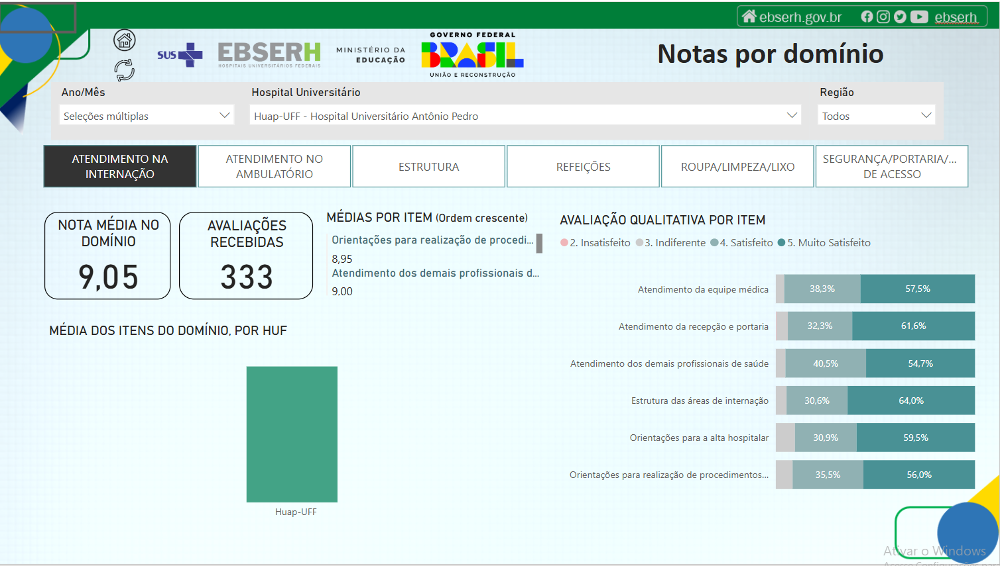 ebserh.gov.br
ebserh
SUS
EBSERH
HOSPITAIS UNIVERSITÁRIOS FEDERAIS
MINISTÉRIO DA
EDUCAÇÃO
GOVERNO FEDERAL
BRASIL
UNIÃO E RECONSTRUÇÃO
Notas por domínio
Ano/Mês
Seleções múltiplas
Hospital Universitário
Huap-UFF - Hospital Universitário Antônio Pedro
Região
Todos
ATENDIMENTO NA
INTERNAÇÃO
ATENDIMENTO NO
AMBULATÓRIO
ESTRUTURA
REFEIÇÕES
ROUPA/LIMPEZA/LIXO
SEGURANÇA/PORTARIA/...
DE ACESSO
NOTA MÉDIA NO
DOMÍNIO
9,05
AVALIAÇÕES
RECEBIDAS
333
MÉDIAS POR ITEM (Ordem crescente)
Orientações para realização de procedi...
8,95
Atendimento dos demais profissionais d...
9,00
MÉDIA DOS ITENS DO DOMÍNIO, POR HUF
Huap-UFF
AVALIAÇÃO QUALITATIVA POR ITEM
2. Insatisfeito 3. Indiferente 4. Satisfeito 5. Muito Satisfeito
Atendimento da equipe médica 38,3% 57,5%
Atendimento da recepção e portaria 32,3% 61,6%
Atendimento dos demais profissionais de saúde 40,5% 54,7%
Estrutura das áreas de internação 30,6% 64,0%
Orientações para a alta hospitalar 30,9% 59,5%
Orientações para realização de procedimentos... 35,5% 56,0%
Ativar o Windows